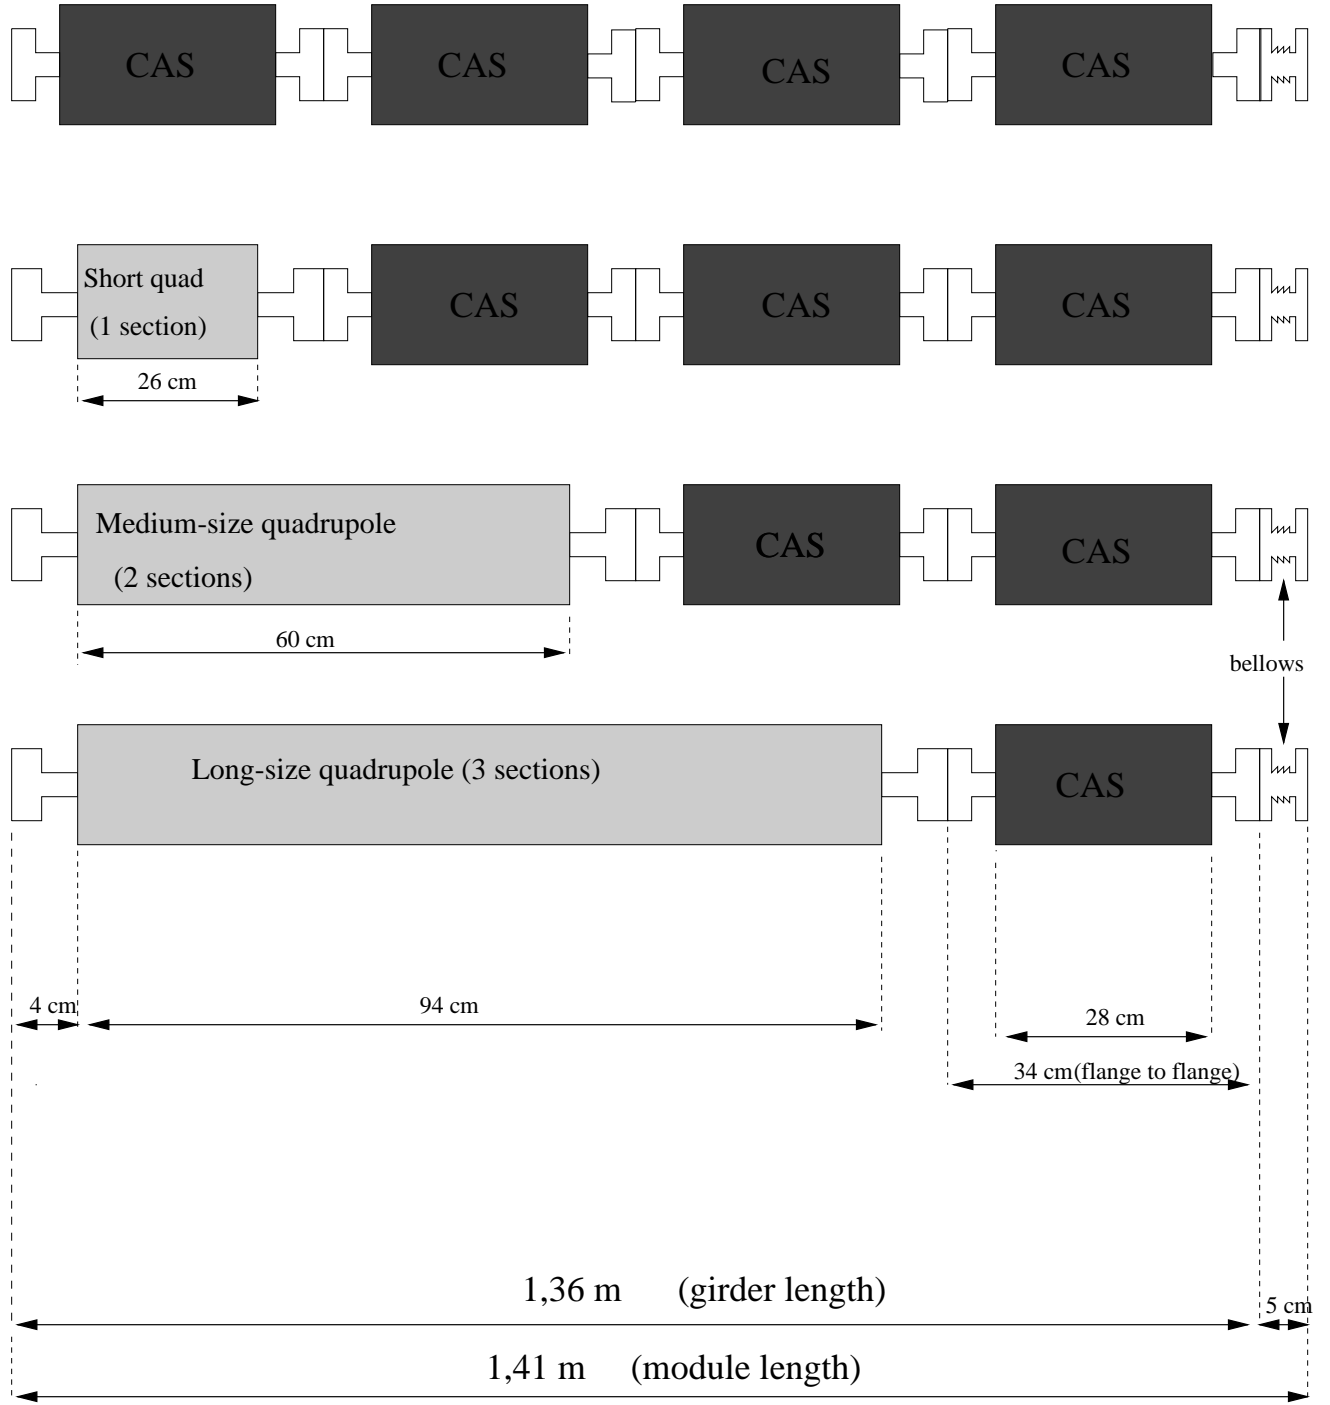 CAS
CAS
CAS
CAS
Short quad
(1 section)
CAS
CAS
CAS
26 cm
Medium-size quadrupole
(2 sections)
CAS
CAS
60 cm
bellows
Long-size quadrupole (3 sections)
CAS
4 cm
94 cm
28 cm
34 cm(flange to flange)
1,36 m (girder length)
5 cm
1,41 m (module length)